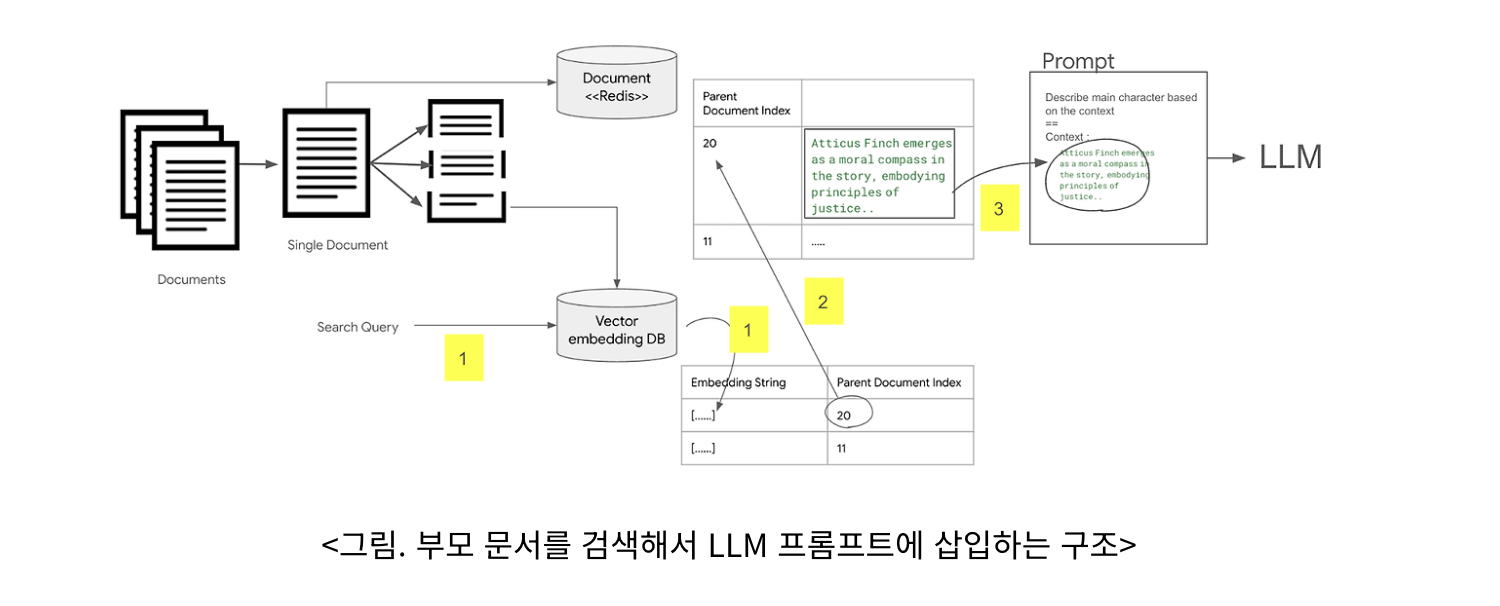 Document
<<Redis>>
Parent
Document Index
20
Atticus Finch emerges
as a moral compass in
the story, embodying
principles of
justice..
11
.....
Prompt
Describe main character based
on the context
==
Context :
Atticus Finch emerges
as a moral compass in
the story, embodying
principles of
justice..
LLM
3
Single Document
Documents
2
Search Query
1
Vector
embedding DB
1
Embedding String
Parent Document Index
[......]
20
[......]
11
<그림. 부모 문서를 검색해서 LLM 프롬프트에 삽입하는 구조>